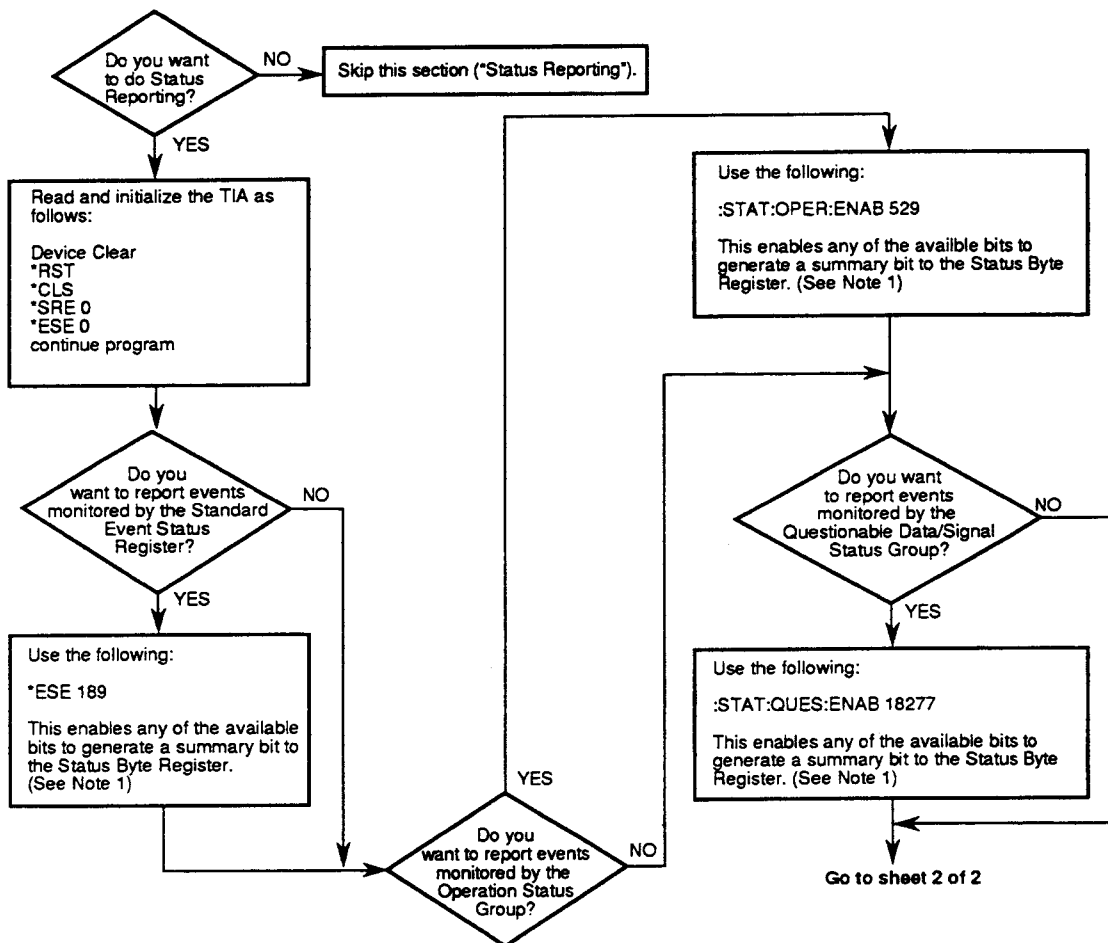 Do you want
to do Status
Reporting?
NO
Skip this section ("Status Reporting").
YES
Read and initialize the TIA as
follows:
Device Clear
*RST
*CLS
*SRE 0
*ESE 0
continue program
Do you
want to report events
monitored by the Standard
Event Status
Register?
NO
YES
Use the following:
*ESE 189
This enables any of the available
bits to generate a summary bit to
the Status Byte Register.
(See Note 1)
Do you
want to report events
monitored by the
Operation Status
Group?
NO
YES
Use the following:
:STAT:OPER:ENAB 529
This enables any of the availble bits to
generate a summary bit to the Status Byte
Register. (See Note 1)
Do you want
to report events
monitored by the
Questionable Data/Signal
Status Group?
NO
YES
Use the following:
:STAT:QUES:ENAB 18277
This enables any of the available bits to
generate a summary bit to the Status Byte
Register. (See Note 1)
Go to sheet 2 of 2